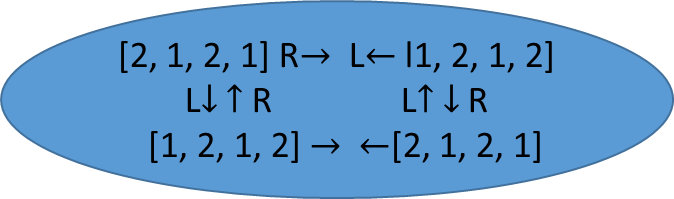 [2, 1, 2, 1] R→ L← l1, 2, 1, 2]
L↓↑R L↑↓R
[1, 2, 1, 2] → ←[2, 1, 2, 1]